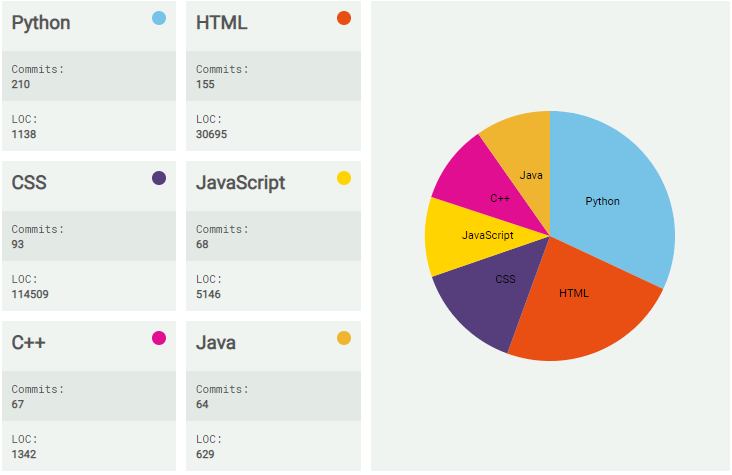 Python
Commits:
210
LOC:
1138
HTML
Commits:
155
LOC:
30695
CSS
Commits:
93
LOC:
114509
JavaScript
Commits:
68
LOC:
5146
C++
Commits:
67
LOC:
1342
Java
Commits:
64
LOC:
629
Java
Python
C++
JavaScript
CSS
HTML